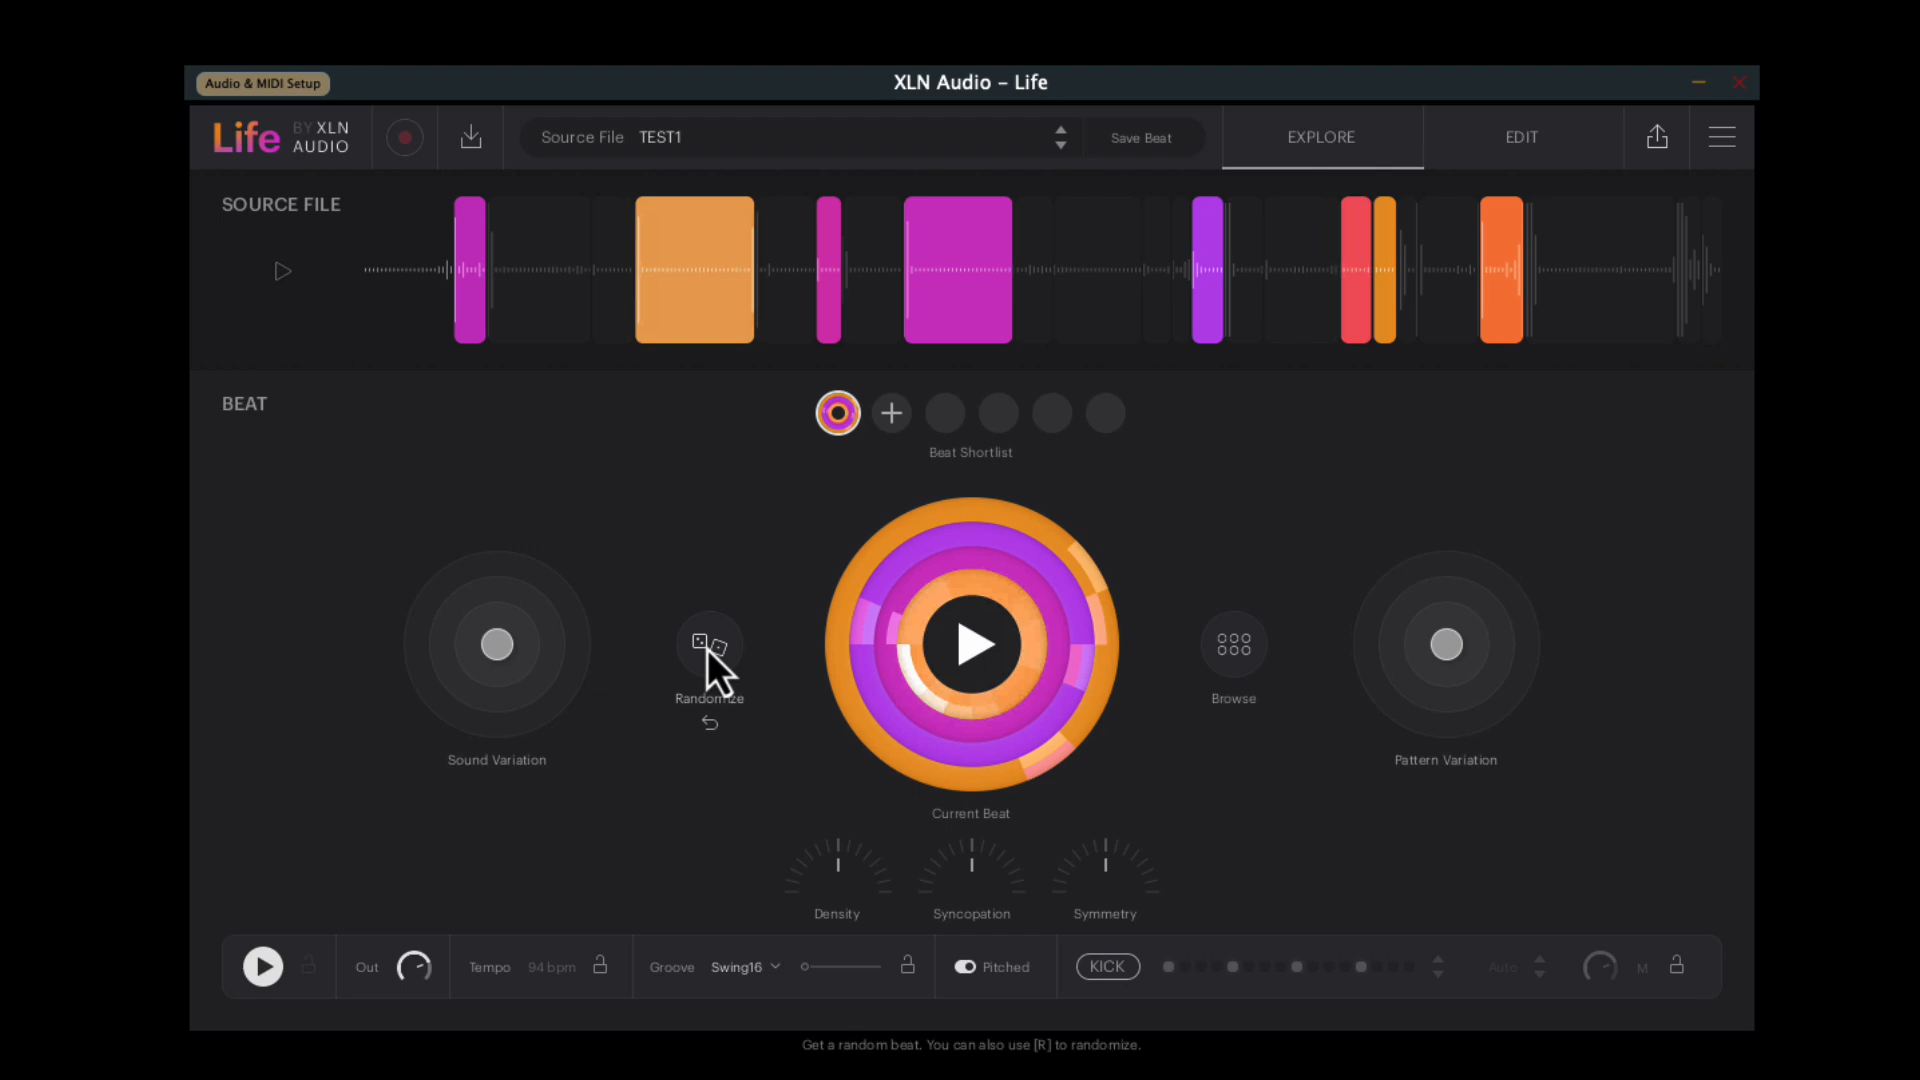 Audio & MIDI Setup
XLN Audio – Life
Life BY XLN AUDIO
Source File TEST1
Save Beat
EXPLORE
EDIT
SOURCE FILE
BEAT
Beat Shortlist
Randomize
Browse
Sound Variation
Pattern Variation
Current Beat
Density
Syncopation
Symmetry
Out
Tempo 94 bpm
Groove Swing16
Pitched
KICK
Auto
M
Get a random beat. You can also use [R] to randomize.